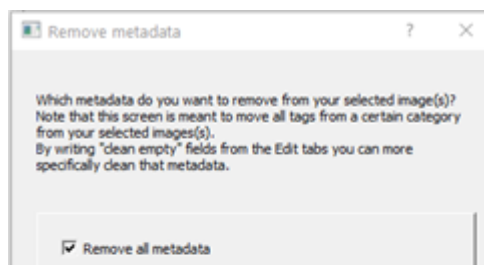 Remove metadata
Which metadata do you want to remove from your selected image(s)?
Note that this screen is meant to move all tags from a certain category
from your selected images(s).
By writing "clean empty" fields from the Edit tabs you can more
specifically clean that metadata.
Remove all metadata